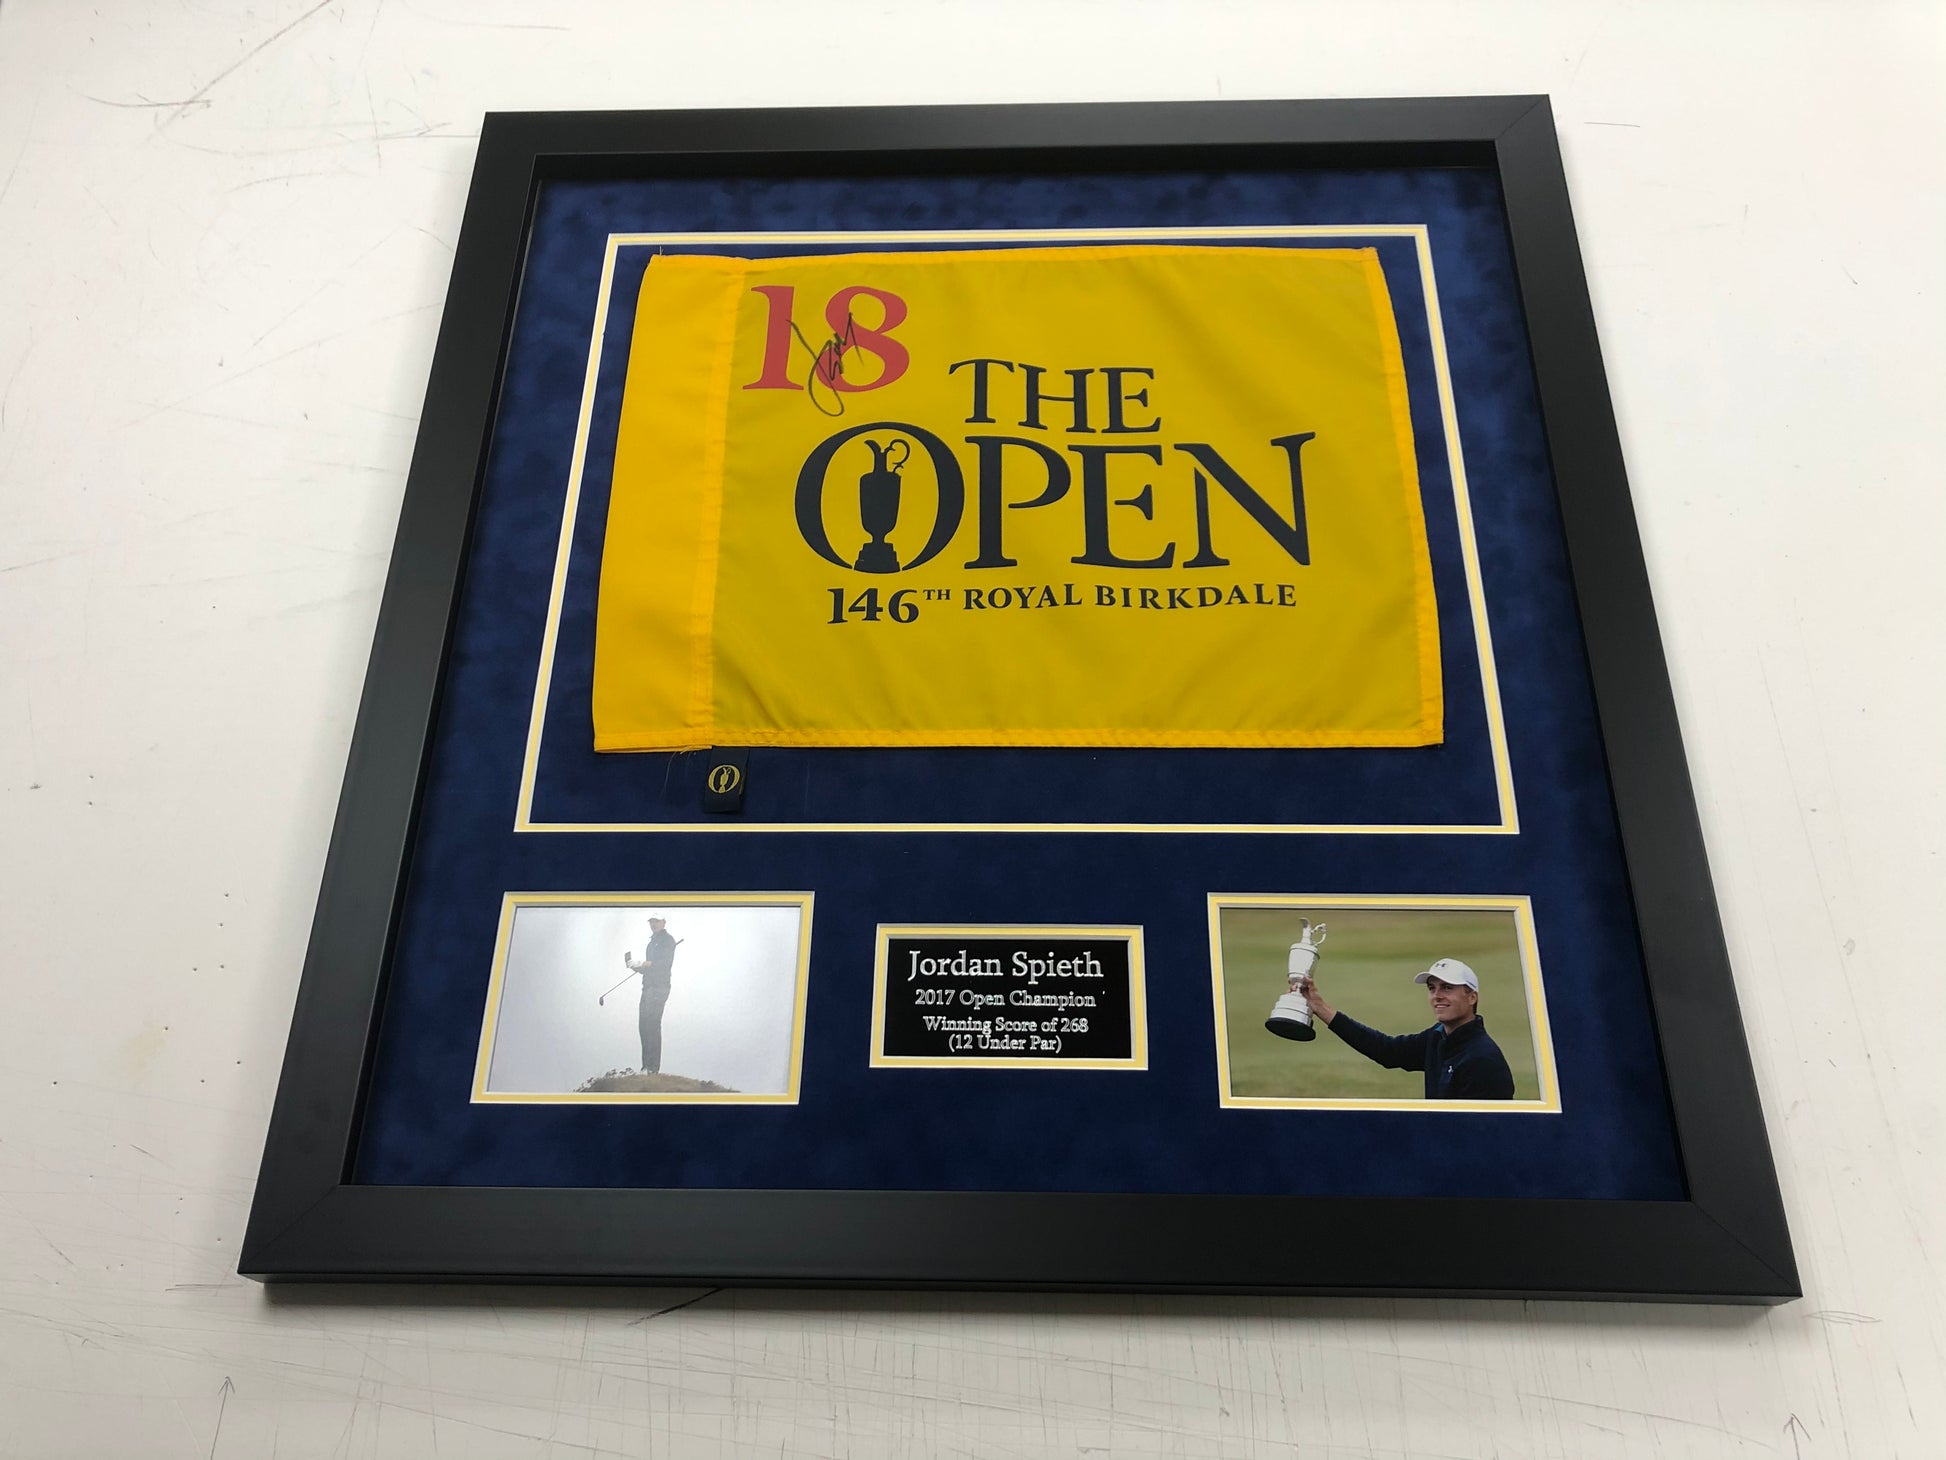 18
THE
OPEN
146TH ROYAL BIRKDALE
Jordan Spieth
2017 Open Champion
Winning Score of 268
(12 Under Par)